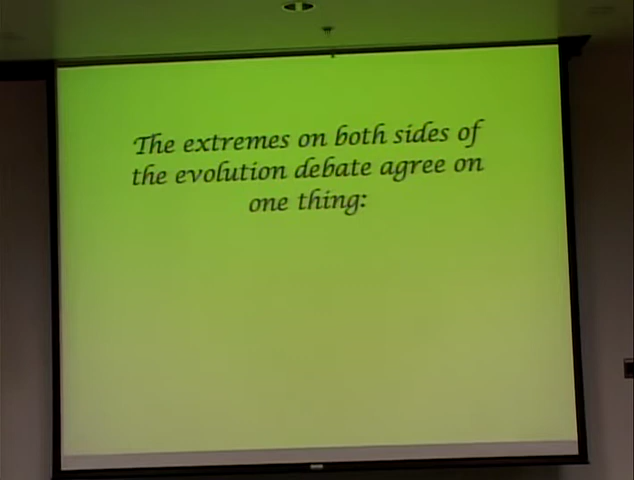 The extremes on both sides of
the evolution debate agree on
one thing: